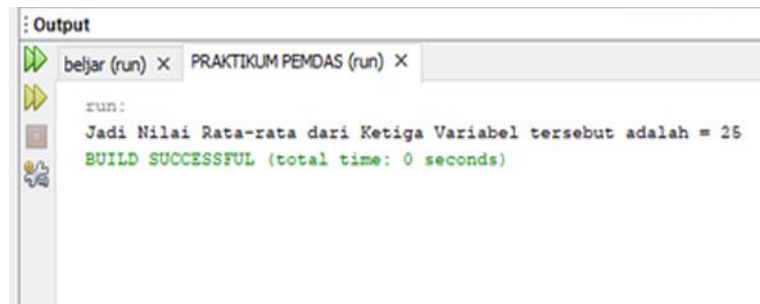 Output
beljar (run) × PRAKTIKUM PEMDAS (run) ×
run:
Jadi Nilai Rata-rata dari Ketiga Variabel tersebut adalah = 25
BUILD SUCCESSFUL (total time: 0 seconds)